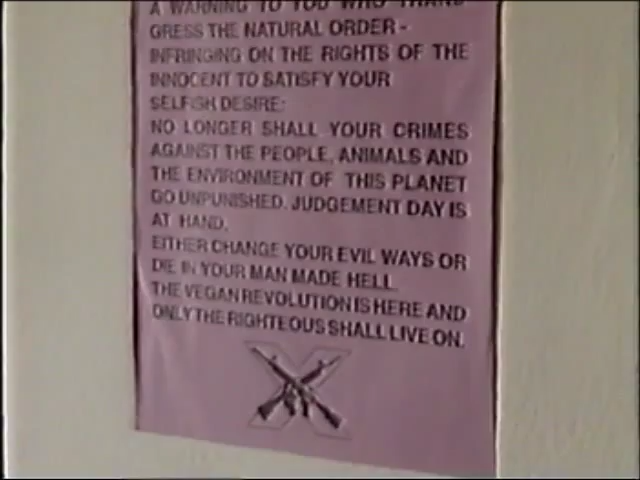 A WARNING TO YOU WHO TRANS
GRESS THE NATURAL ORDER -
INFRINGING ON THE RIGHTS OF THE
INNOCENT TO SATISFY YOUR
SELFISH DESIRE:
NO LONGER SHALL YOUR CRIMES
AGAINST THE PEOPLE, ANIMALS AND
THE ENVIRONMENT OF THIS PLANET
GO UNPUNISHED. JUDGEMENT DAY IS
AT HAND.
EITHER CHANGE YOUR EVIL WAYS OR
DIE IN YOUR MAN MADE HELL.
THE VEGAN REVOLUTION IS HERE AND
ONLY THE RIGHTEOUS SHALL LIVE ON.
X